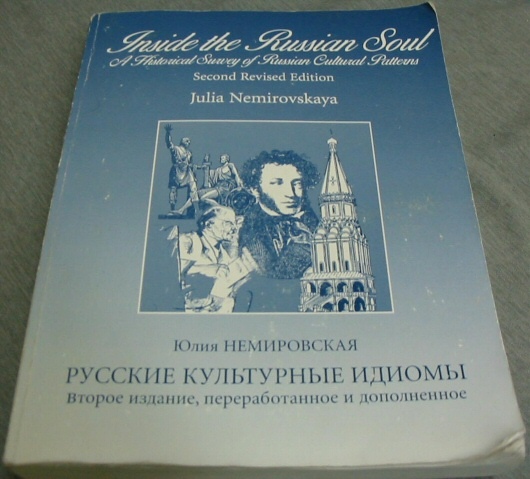 Inside the Russian Soul
A Historical Survey of Russian Cultural Patterns
Second Revised Edition
Julia Nemirovskaya
Юлия НЕМИРОВСКАЯ
РУССКИЕ КУЛЬТУРНЫЕ ИДИОМЫ
Второе издание, переработанное и дополненное